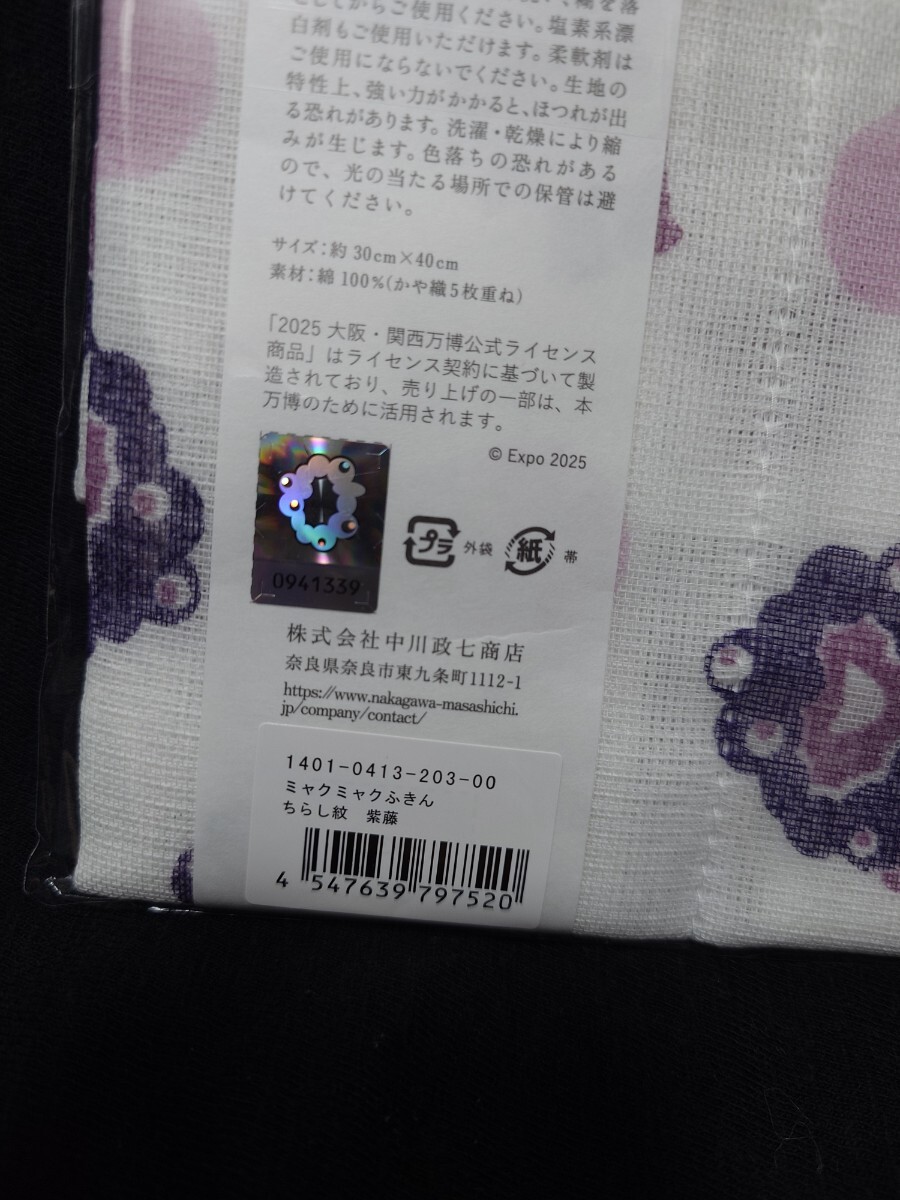 としてからご使用ください。塩素系漂
白剤もご使用いただけます。柔軟剤は
ご使用にならないでください。生地の
特性上、強い力がかかると、ほつれが出
る恐れがあります。洗濯・乾燥により縮
みが生じます。色落ちの恐れがある
ので、光の当たる場所での保管は避
けてください。
サイズ:約 30cm×40cm
素材:綿 100%(かや織5枚重ね)
「2025 大阪・関西万博公式ライセンス
商品」はライセンス契約に基づいて製
造されており、売り上げの一部は、本
万博のために活用されます。
© Expo 2025
0941339
プラ 外袋 紙 帯
株式会社中川政七商店
奈良県奈良市東九条町1112-1
https://www.nakagawa-masashichi.
jp/company/contact/
1401-0413-203-00
ミャクミャクふきん
ちらし紋 紫藤
4 547639 797520